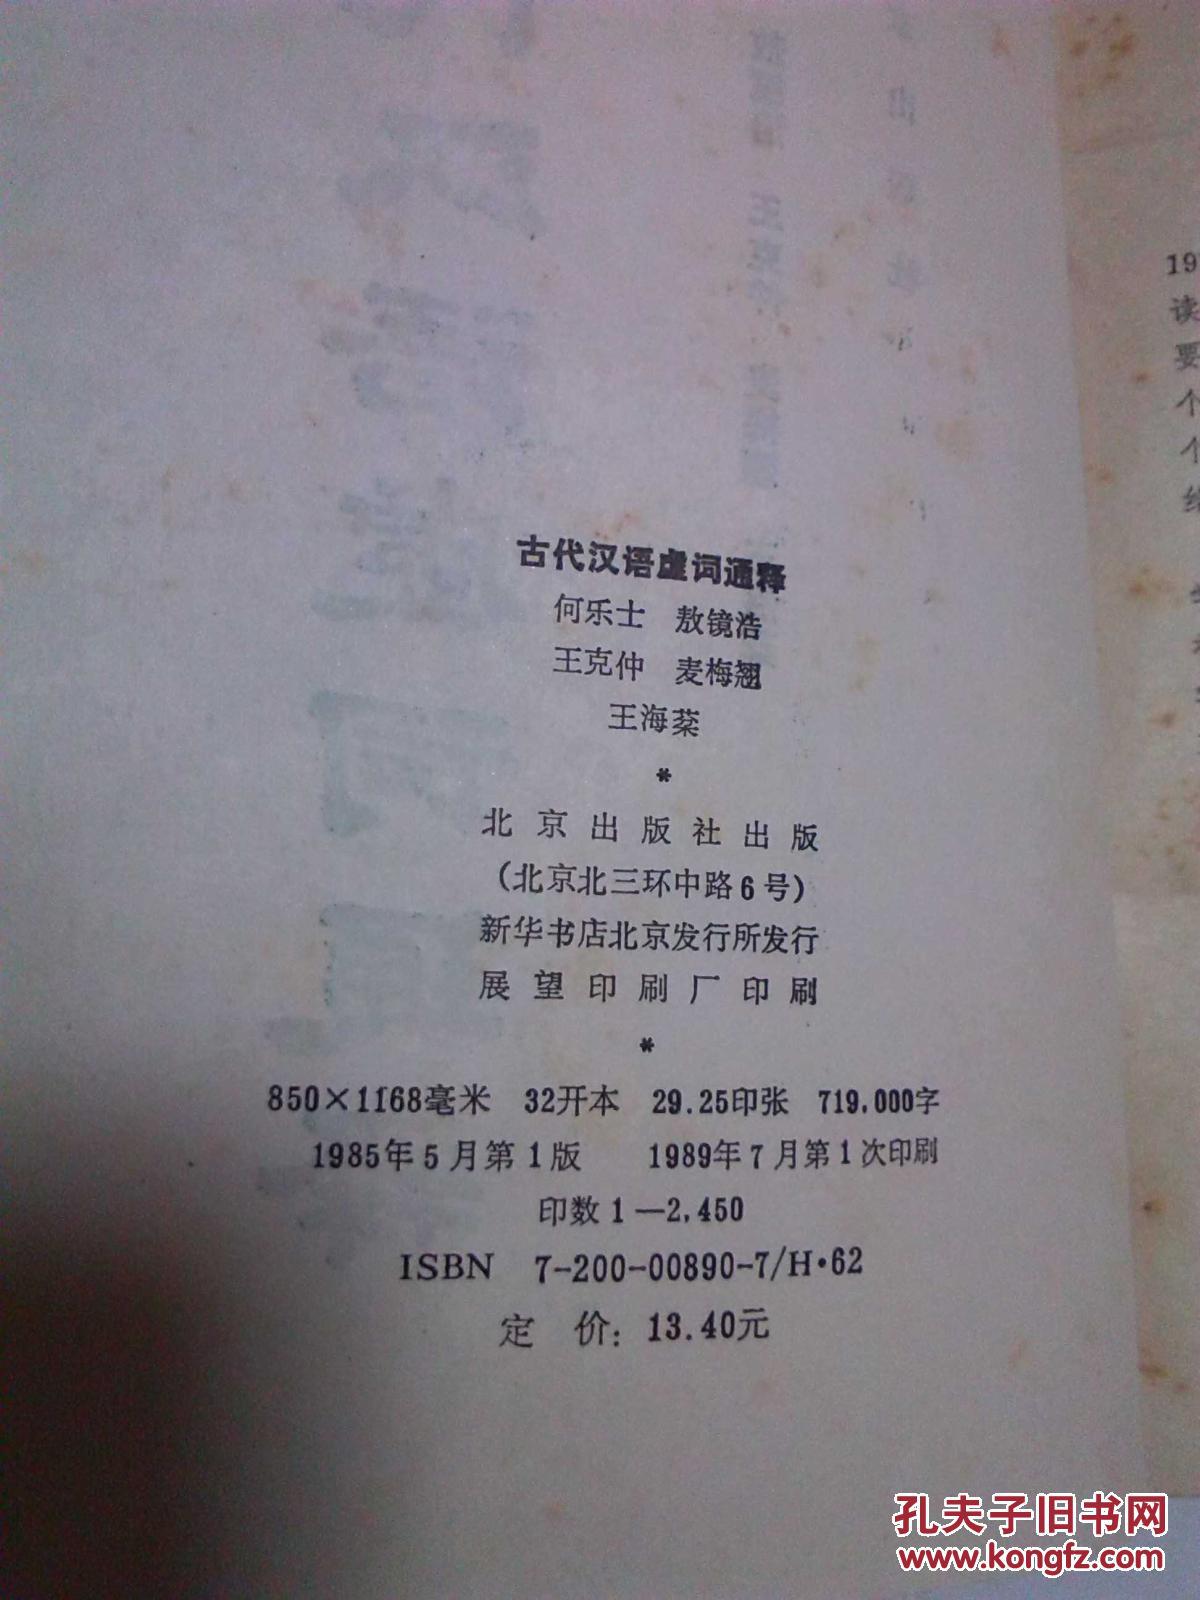 古代汉语虚词通释
何乐士 敖镜浩
王克仲 麦梅翘
王海棻
*
北京出版社出版
(北京北三环中路6号)
新华书店北京发行所发行
展望印刷厂印刷
*
850×1168毫米 32开本 29.25印张 719,000字
1985年5月第1版 1989年7月第1次印刷
印数1—2,450
ISBN 7-200-00890-7/H·62
定 价: 13.40元
19
读
要
个
孔夫子旧书网
www.kongfz.com